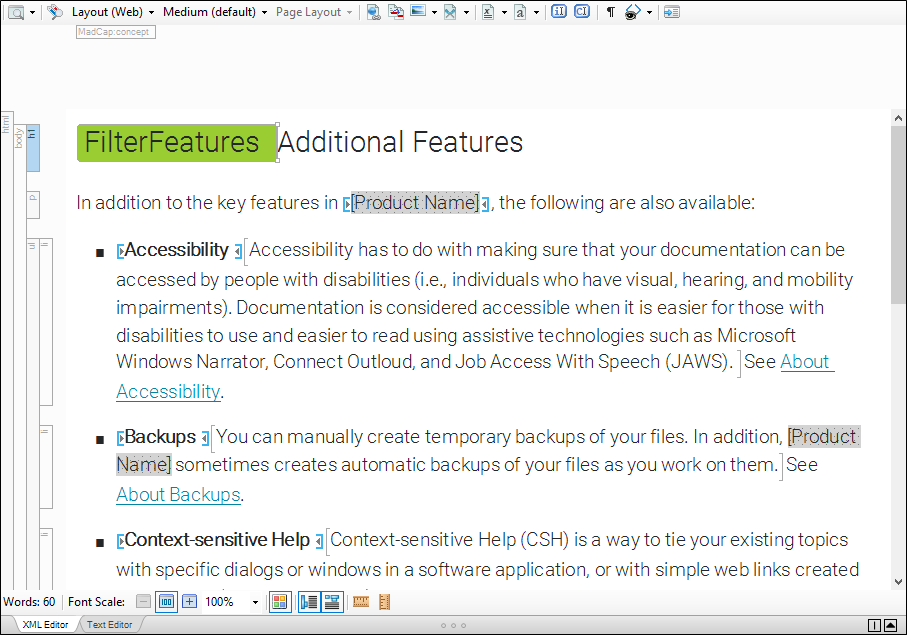 Layout (Web) Medium (default) Page Layout
MadCap:concept
html
body
h1
FilterFeatures Additional Features
p
In addition to the key features in [Product Name], the following are also available:
ul
li
Accessibility Accessibility has to do with making sure that your documentation can be
accessed by people with disabilities (i.e., individuals who have visual, hearing, and mobility
impairments). Documentation is considered accessible when it is easier for those with
disabilities to use and easier to read using assistive technologies such as Microsoft
Windows Narrator, Connect Outloud, and Job Access With Speech (JAWS). See About
Accessibility.
li
Backups You can manually create temporary backups of your files. In addition, [Product
Name] sometimes creates automatic backups of your files as you work on them. See
About Backups.
li
Context-sensitive Help Context-sensitive Help (CSH) is a way to tie your existing topics
with specific dialogs or windows in a software application, or with simple web links created
Words: 60 Font Scale: 100 100%
XML Editor Text Editor